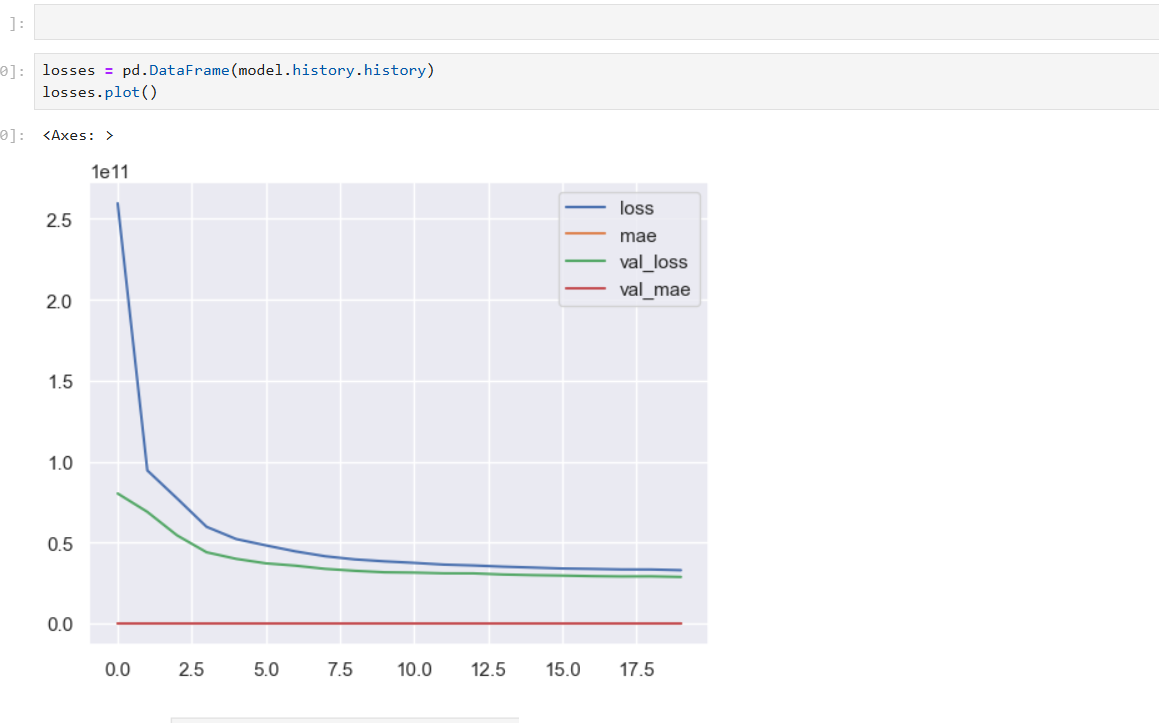 ]:
0]:
losses = pd.DataFrame(model.history.history)
losses.plot()
0]:
<Axes: >
1e11
loss
mae
val_loss
val_mae
2.5
2.0
1.5
1.0
0.5
0.0
0.0 2.5 5.0 7.5 10.0 12.5 15.0 17.5